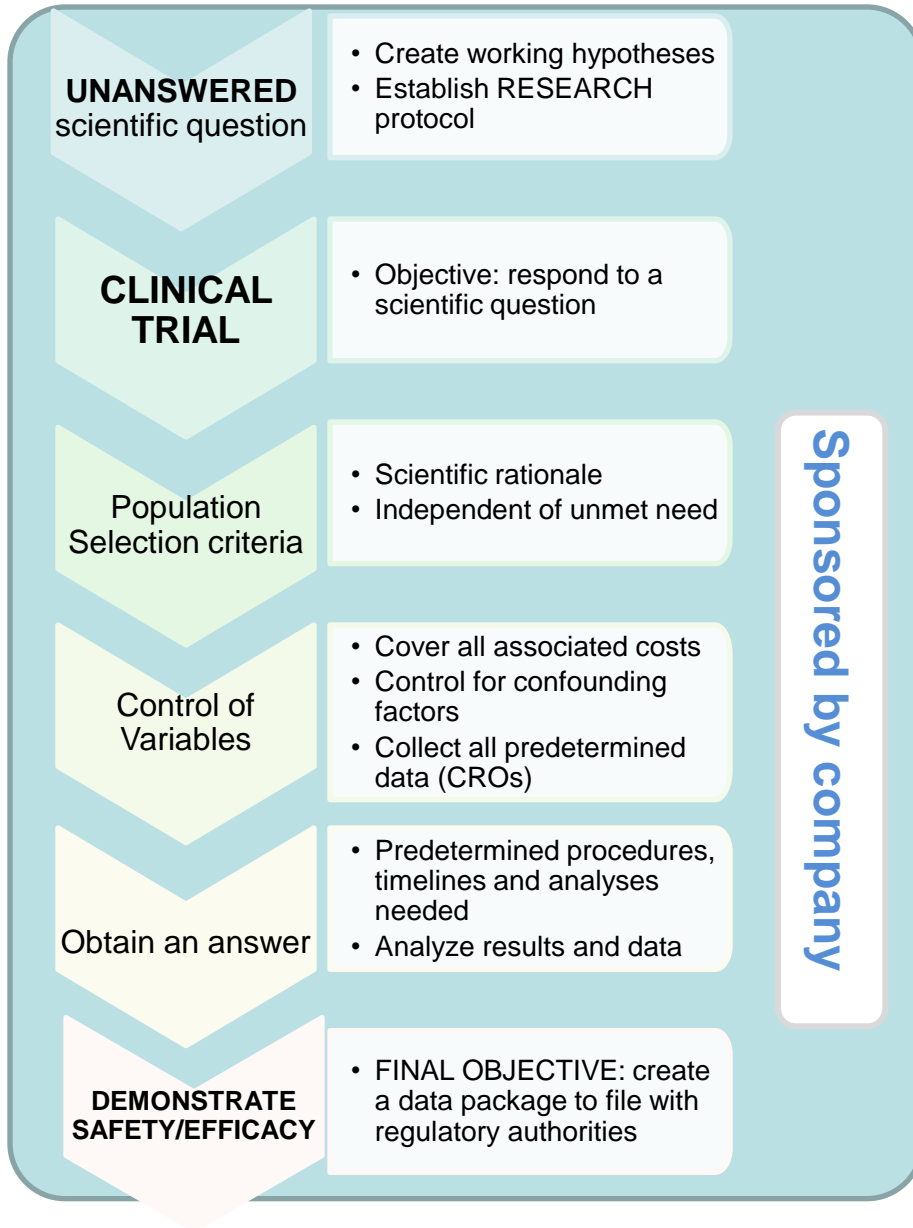 UNANSWERED
scientific question
• Create working hypotheses
• Establish RESEARCH
protocol
CLINICAL
TRIAL
• Objective: respond to a
scientific question
Population
Selection criteria
• Scientific rationale
• Independent of unmet need
Control of
Variables
• Cover all associated costs
• Control for confounding
factors
• Collect all predetermined
data (CROs)
Obtain an answer
• Predetermined procedures,
timelines and analyses
needed
• Analyze results and data
DEMONSTRATE
SAFETY/EFFICACY
• FINAL OBJECTIVE: create
a data package to file with
regulatory authorities
Sponsored by company